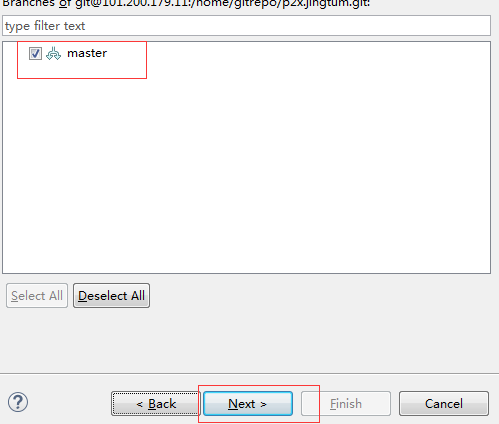 Branches of git@101.200.179.11:/home/gitrepo/p2x.jingtum.git:
type filter text
master
Select All Deselect All
? < Back Next > Finish Cancel